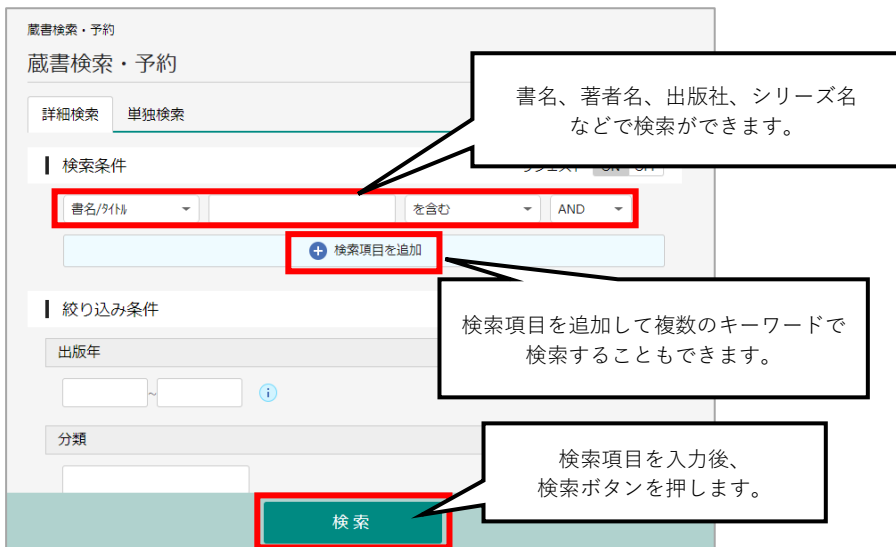 蔵書検索・予約
蔵書検索・予約
書名、著者名、出版社、シリーズ名
などで検索ができます。
詳細検索 単独検索
検索条件
書名/ﾀｲﾄﾙ を含む AND
検索項目を追加
検索項目を追加して複数のキーワードで
検索することもできます。
絞り込み条件
出版年
~
分類
検索項目を入力後、
検索ボタンを押します。
検索